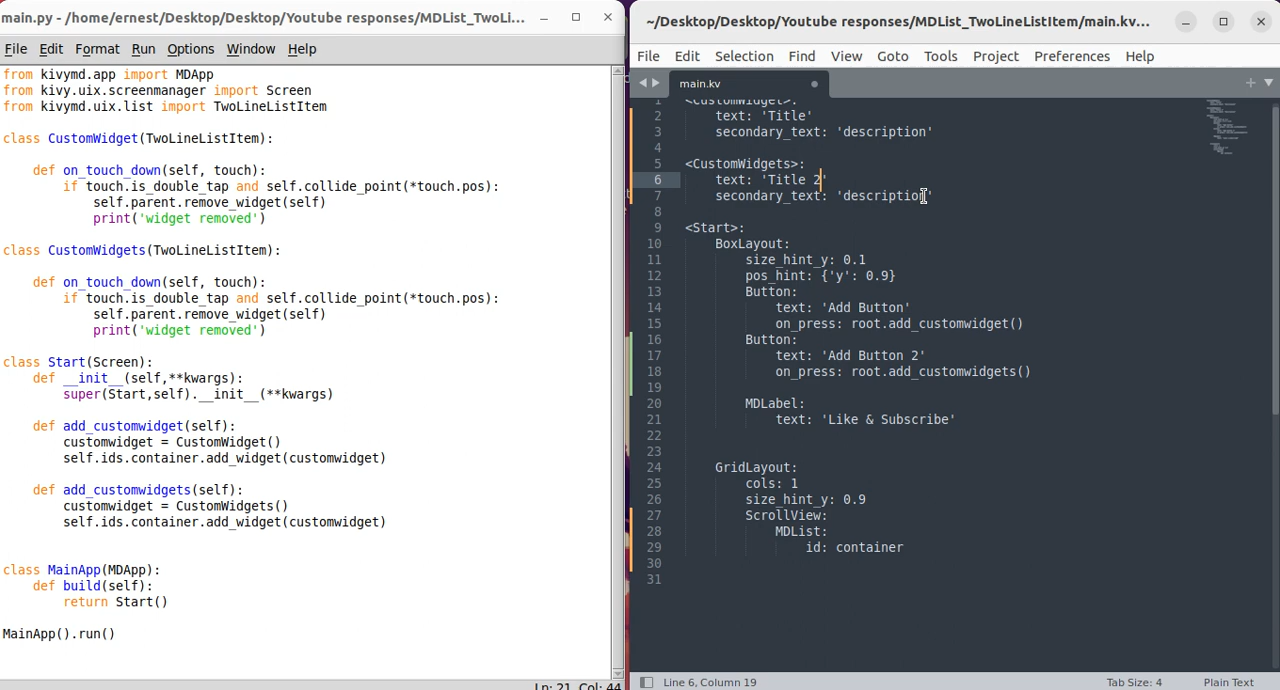 main.py - /home/ernest/Desktop/Desktop/Youtube responses/MDList_TwoLi...
File Edit Format Run Options Window Help
from kivymd.app import MDApp
from kivy.uix.screenmanager import Screen
from kivymd.uix.list import TwoLineListItem
class CustomWidget(TwoLineListItem):
def on_touch_down(self, touch):
if touch.is_double_tap and self.collide_point(*touch.pos):
self.parent.remove_widget(self)
print('widget removed')
class CustomWidgets(TwoLineListItem):
def on_touch_down(self, touch):
if touch.is_double_tap and self.collide_point(*touch.pos):
self.parent.remove_widget(self)
print('widget removed')
class Start(Screen):
def __init__(self,**kwargs):
super(Start,self).__init__(**kwargs)
def add_customwidget(self):
customwidget = CustomWidget()
self.ids.container.add_widget(customwidget)
def add_customwidgets(self):
customwidget = CustomWidgets()
self.ids.container.add_widget(customwidget)
class MainApp(MDApp):
def build(self):
return Start()
MainApp().run()
Ln: 21 Col: 44
~/Desktop/Desktop/Youtube responses/MDList_TwoLineListItem/main.kv...
File Edit Selection Find View Goto Tools Project Preferences Help
main.kv
1 <CustomWidget>:
2 text: 'Title'
3 secondary_text: 'description'
4
5 <CustomWidgets>:
6 text: 'Title 2'
7 secondary_text: 'description'
8
9 <Start>:
10 BoxLayout:
11 size_hint_y: 0.1
12 pos_hint: {'y': 0.9}
13 Button:
14 text: 'Add Button'
15 on_press: root.add_customwidget()
16 Button:
17 text: 'Add Button 2'
18 on_press: root.add_customwidgets()
19
20 MDLabel:
21 text: 'Like & Subscribe'
22
23
24 GridLayout:
25 cols: 1
26 size_hint_y: 0.9
27 ScrollView:
28 MDList:
29 id: container
30
31
Line 6, Column 19
Tab Size: 4
Plain Text